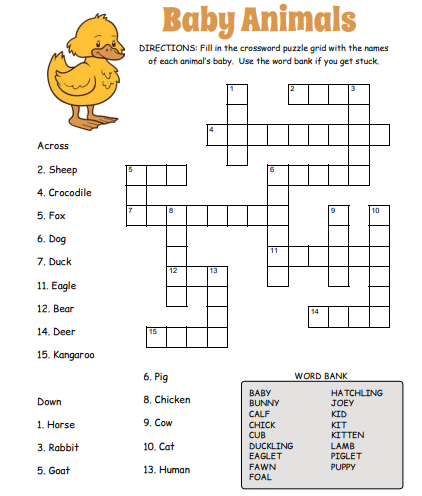 Baby Animals
DIRECTIONS: Fill in the crossword puzzle grid with the names
of each animal's baby. Use the word bank if you get stuck.
1
2
3
4
5
6
7
8
9
10
11
12
13
14
15
Across
2. Sheep
4. Crocodile
5. Fox
6. Dog
7. Duck
11. Eagle
12. Bear
14. Deer
15. Kangaroo
Down
1. Horse
3. Rabbit
5. Goat
6. Pig
8. Chicken
9. Cow
10. Cat
13. Human
WORD BANK
BABY
BUNNY
CALF
CHICK
CUB
DUCKLING
EAGLET
FAWN
FOAL
HATCHLING
JOEY
KID
KIT
KITTEN
LAMB
PIGLET
PUPPY